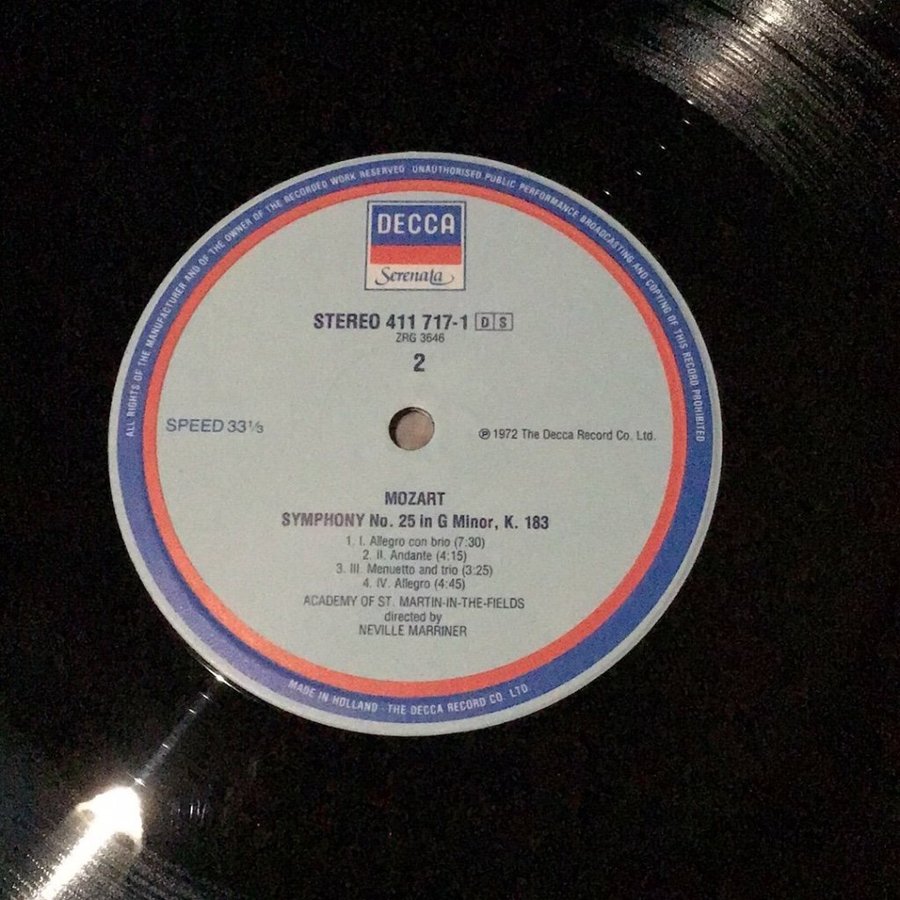 ALL RIGHTS OF THE MANUFACTURER AND OF THE OWNER OF THE RECORDED WORK RESERVED · UNAUTHORISED PUBLIC PERFORMANCE BROADCASTING AND COPYING OF THIS RECORD PROHIBITED
DECCA
Serenata
STEREO 411 717-1 D S
ZRG 3646
2
SPEED 33⅓
℗ 1972 The Decca Record Co. Ltd.
MOZART
SYMPHONY No. 25 in G Minor, K. 183
1. I. Allegro con brio (7:30)
2. II. Andante (4:15)
3. III. Menuetto and trio (3:25)
4. IV. Allegro (4:45)
ACADEMY OF ST. MARTIN-IN-THE-FIELDS
directed by
NEVILLE MARRINER
MADE IN HOLLAND · THE DECCA RECORD CO. LTD.